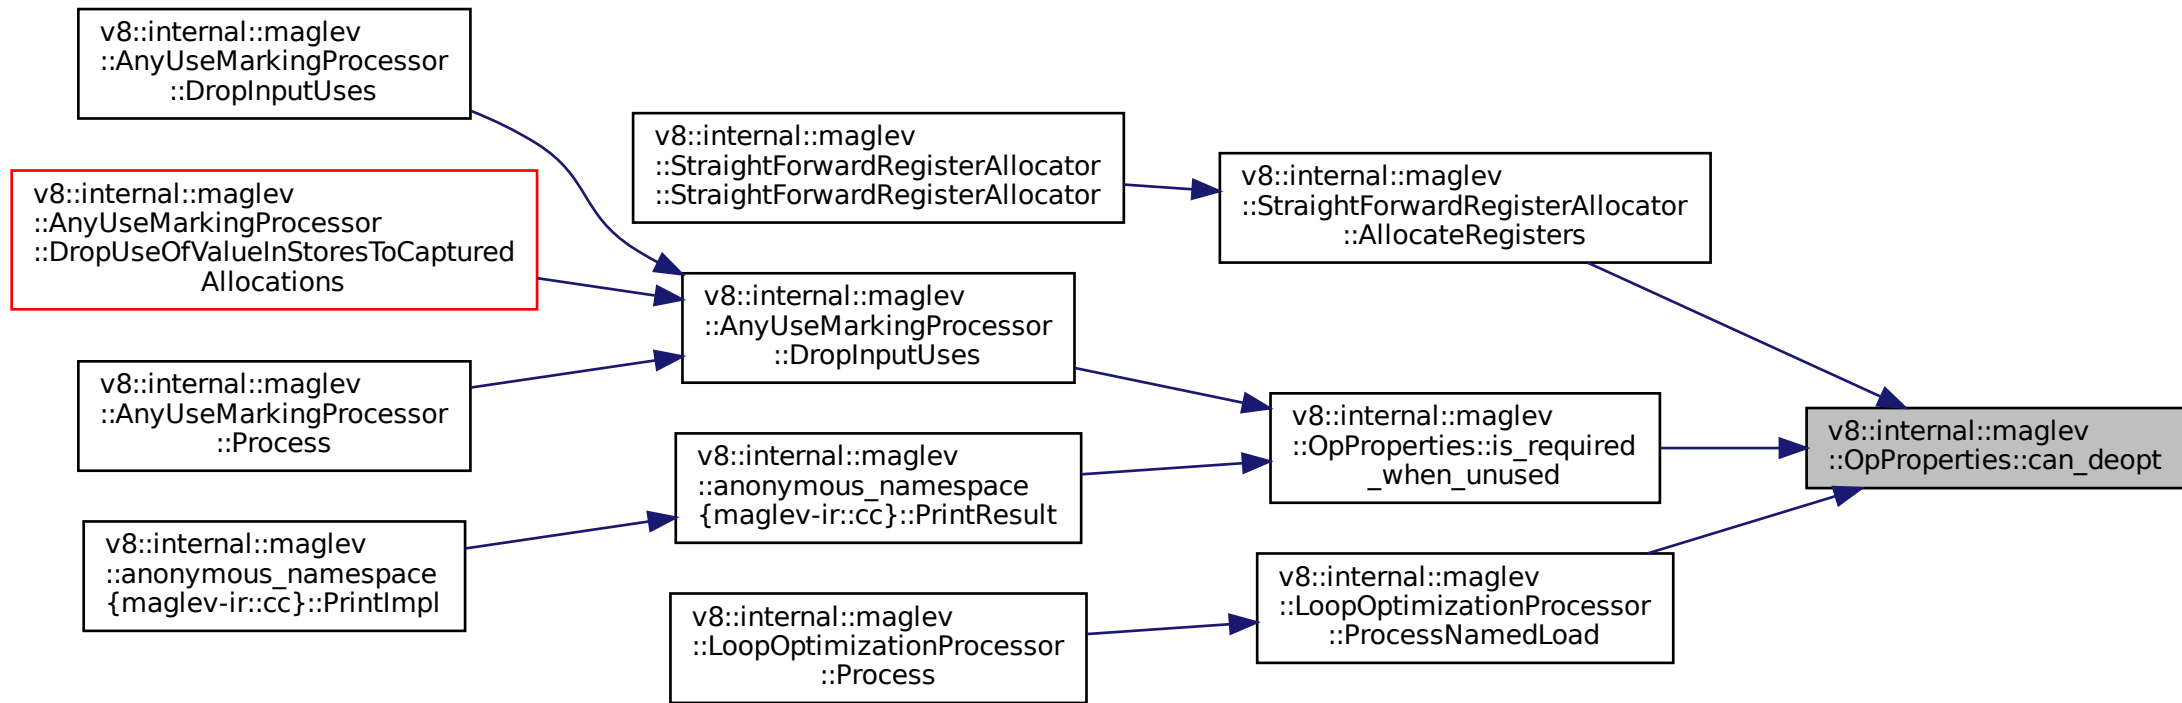 v8::internal::maglev
::AnyUseMarkingProcessor
::DropInputUses
v8::internal::maglev
::AnyUseMarkingProcessor
::DropUseOfValueInStoresToCaptured
Allocations
v8::internal::maglev
::AnyUseMarkingProcessor
::Process
v8::internal::maglev
::anonymous_namespace
{maglev-ir::cc}::PrintImpl
v8::internal::maglev
::StraightForwardRegisterAllocator
::StraightForwardRegisterAllocator
v8::internal::maglev
::AnyUseMarkingProcessor
::DropInputUses
v8::internal::maglev
::anonymous_namespace
{maglev-ir::cc}::PrintResult
v8::internal::maglev
::LoopOptimizationProcessor
::Process
v8::internal::maglev
::StraightForwardRegisterAllocator
::AllocateRegisters
v8::internal::maglev
::OpProperties::is_required
_when_unused
v8::internal::maglev
::LoopOptimizationProcessor
::ProcessNamedLoad
v8::internal::maglev
::OpProperties::can_deopt